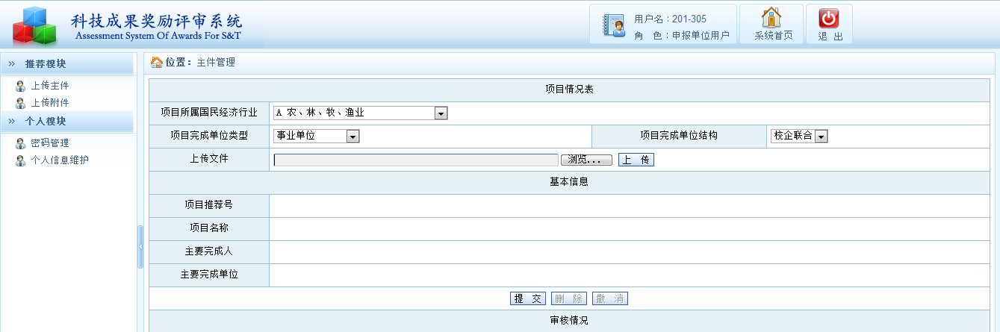 科技成果奖励评审系统
Assessment System Of Awards For S&T
用户名：201-305
角 色：申报单位用户
系统首页
退 出
推荐模块
上传主件
上传附件
个人模块
密码管理
个人信息维护
位置：主件管理
项目情况表
项目所属国民经济行业 A 农、林、牧、渔业
项目完成单位类型 事业单位 项目完成单位结构 校企联合
上传文件 浏览... 上 传
基本信息
项目推荐号
项目名称
主要完成人
主要完成单位
提 交 删 除 撤 消
审核情况